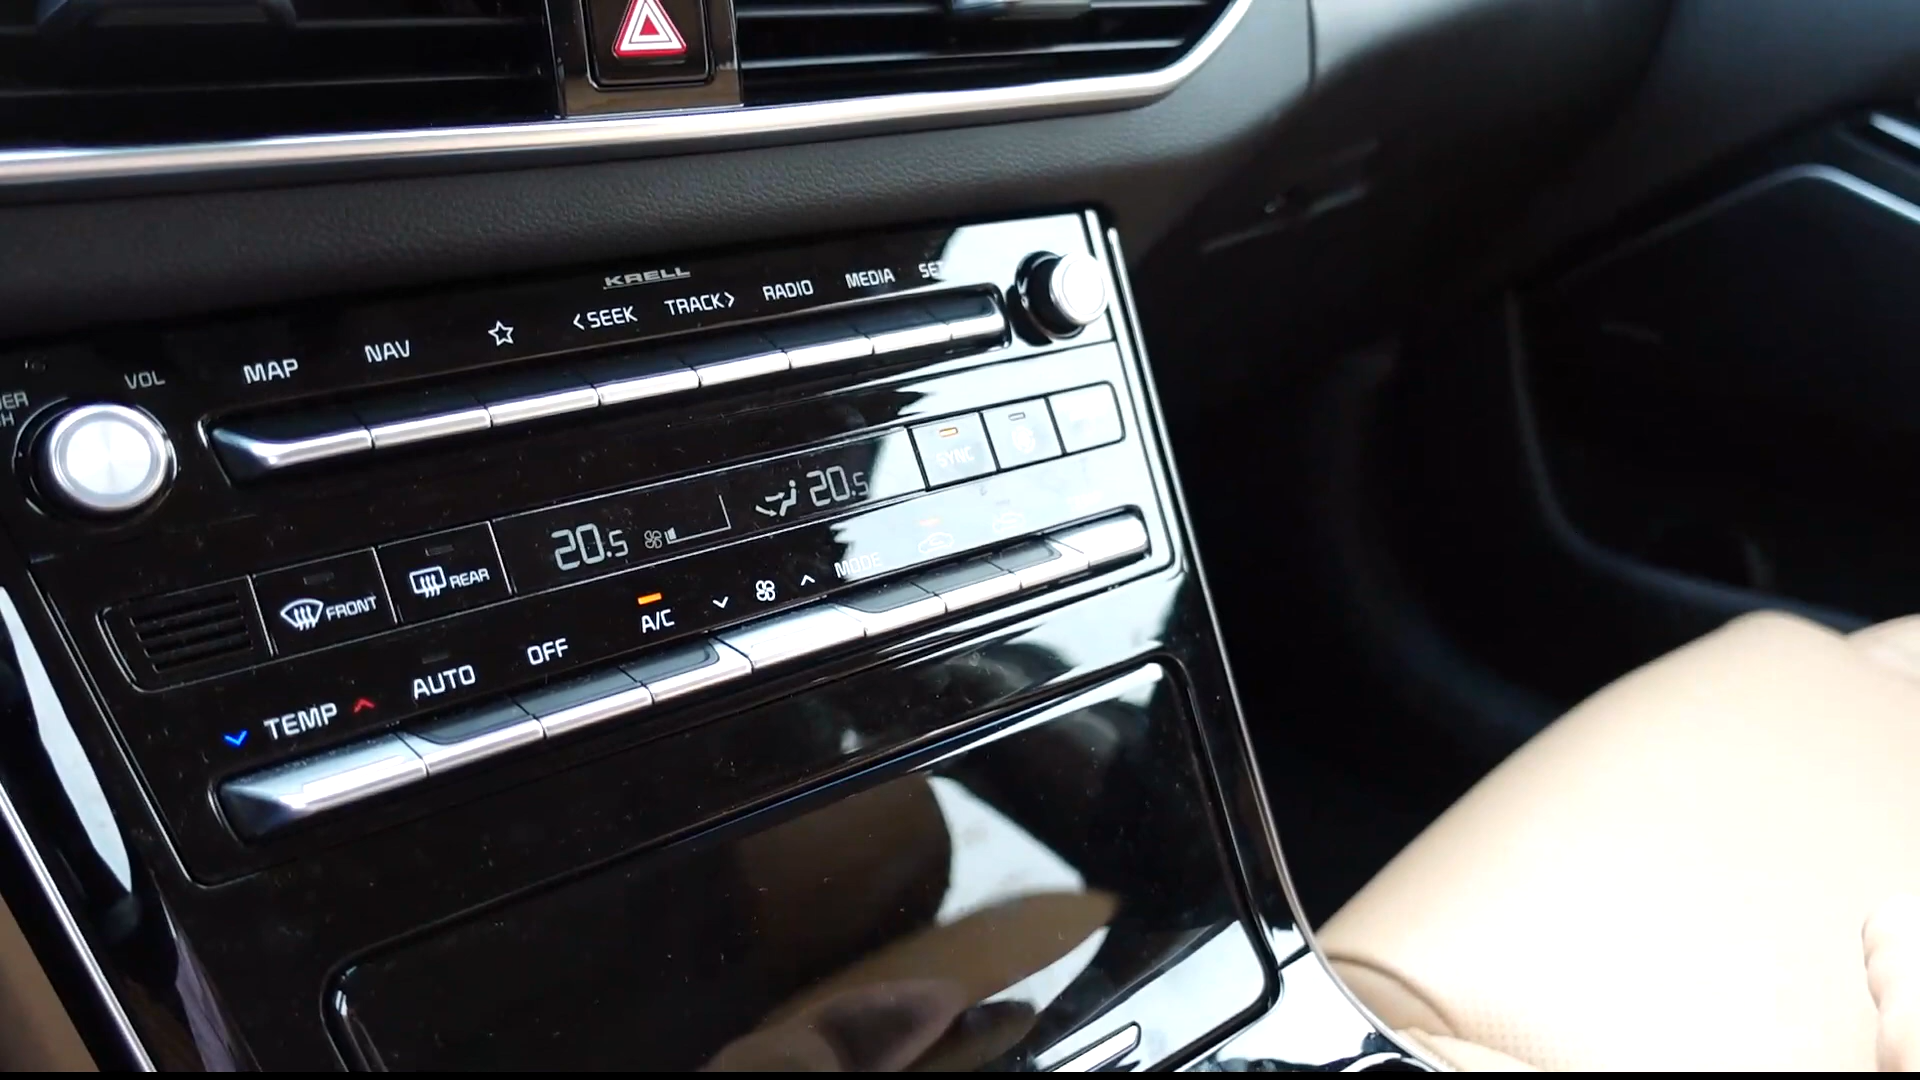 KRELL
VOL
MAP
NAV
< SEEK
TRACK >
RADIO
MEDIA
SYNC
20.5
20.5
FRONT
REAR
TEMP
AUTO
OFF
A/C
MODE